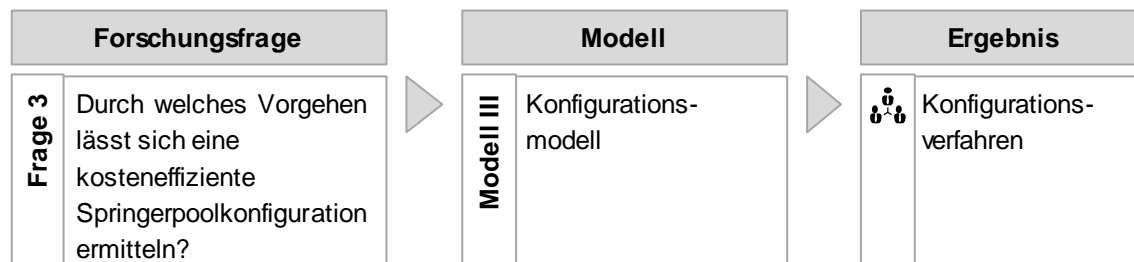 Forschungsfrage
Modell
Ergebnis
Frage 3
Durch welches Vorgehen
lässt sich eine
kosteneffiziente
Springerpoolkonfiguration
ermitteln?
Modell III
Konfigurations-
modell
Konfigurations-
verfahren